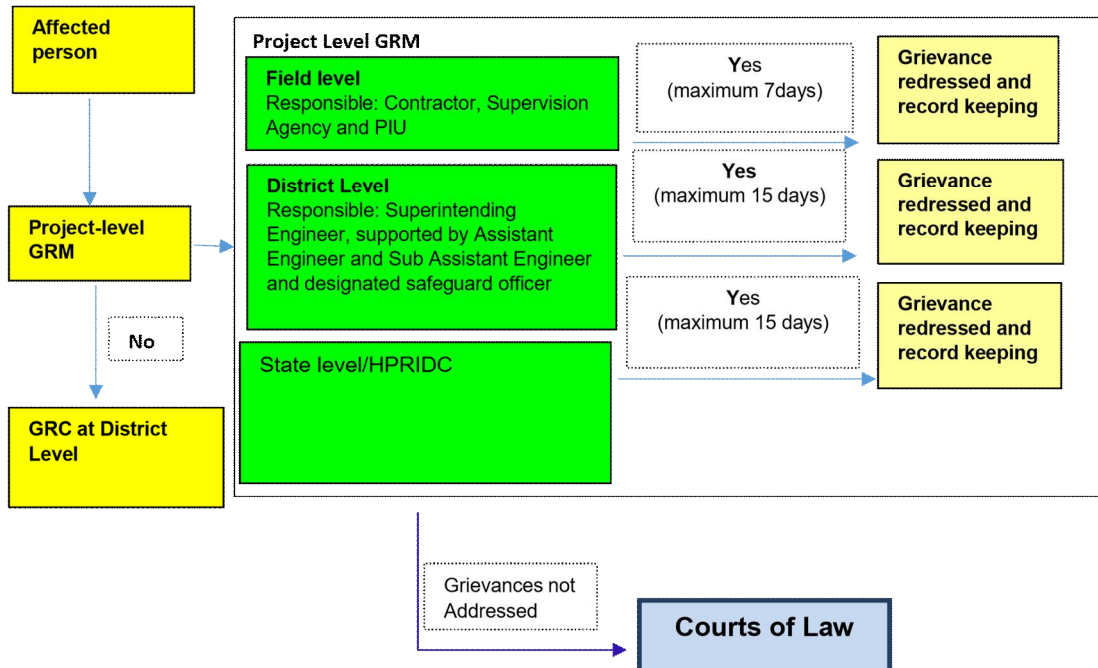 Affected
person
Project-level
GRM
No
GRC at District
Level
Project Level GRM
Field level
Responsible: Contractor, Supervision
Agency and PIU
Yes
(maximum 7days)
Grievance
redressed and
record keeping
District Level
Responsible: Superintending
Engineer, supported by Assistant
Engineer and Sub Assistant Engineer
and designated safeguard officer
Yes
(maximum 15 days)
Grievance
redressed and
record keeping
State level/HPRIDC
Yes
(maximum 15 days)
Grievance
redressed and
record keeping
Grievances not
Addressed
Courts of Law